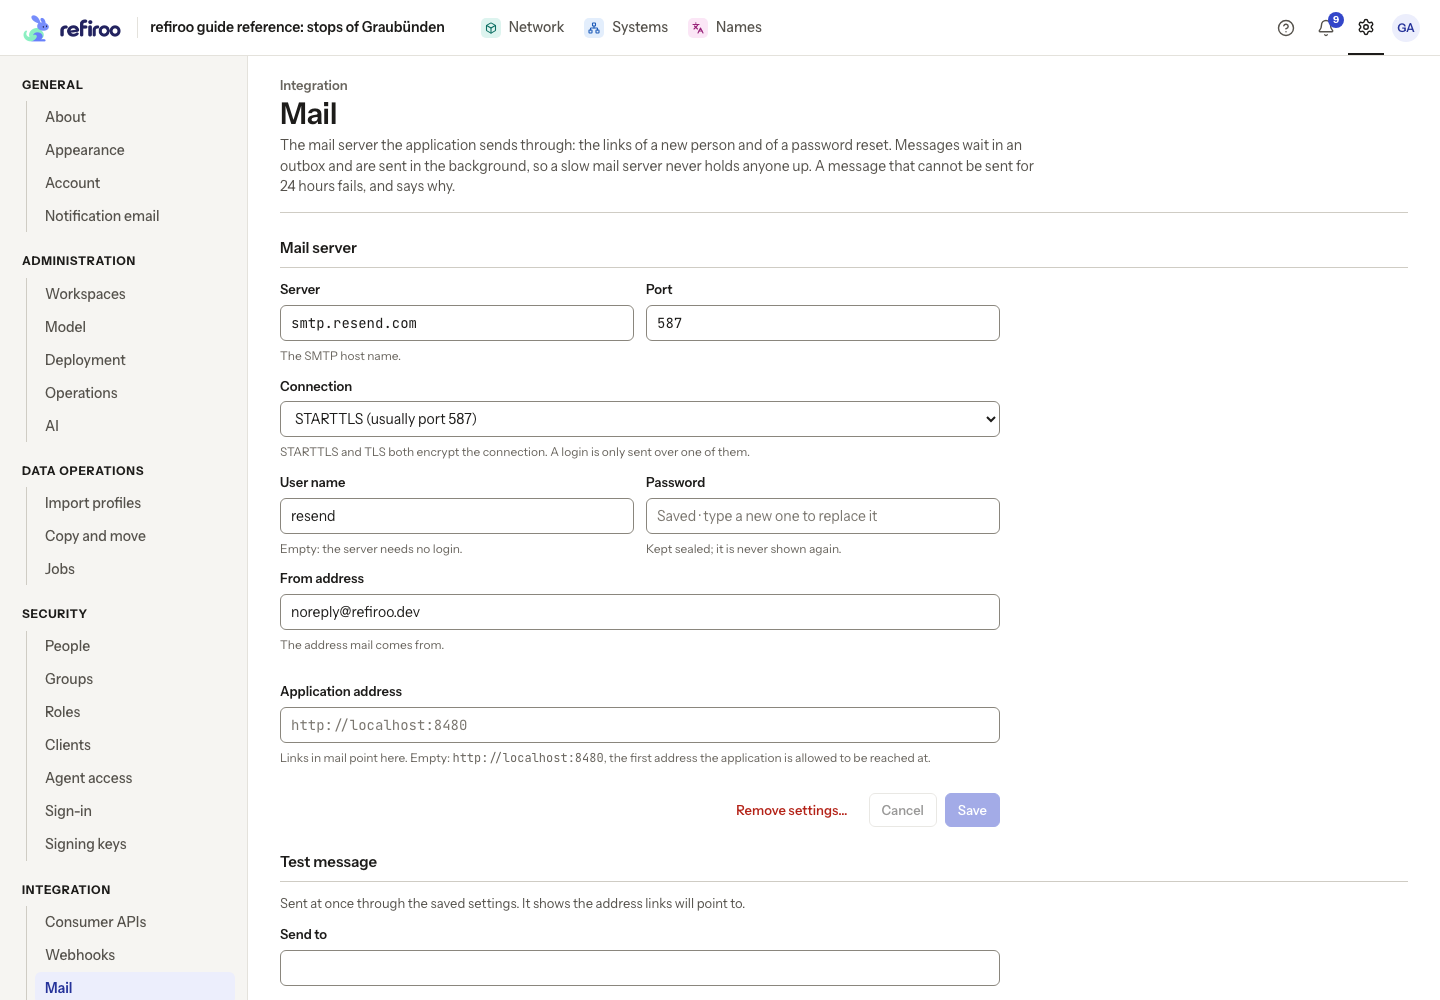 refiroo
refiroo guide reference: stops of Graubünden
Network
Systems
Names
9
GA
GENERAL
About
Appearance
Account
Notification email
ADMINISTRATION
Workspaces
Model
Deployment
Operations
AI
DATA OPERATIONS
Import profiles
Copy and move
Jobs
SECURITY
People
Groups
Roles
Clients
Agent access
Sign-in
Signing keys
INTEGRATION
Consumer APIs
Webhooks
Mail
Integration
Mail
The mail server the application sends through: the links of a new person and of a password reset. Messages wait in an
outbox and are sent in the background, so a slow mail server never holds anyone up. A message that cannot be sent for
24 hours fails, and says why.
Mail server
Server
Port
smtp.resend.com
587
The SMTP host name.
Connection
STARTTLS (usually port 587)
STARTTLS and TLS both encrypt the connection. A login is only sent over one of them.
User name
Password
resend
Saved · type a new one to replace it
Empty: the server needs no login.
Kept sealed; it is never shown again.
From address
noreply@refiroo.dev
The address mail comes from.
Application address
http://localhost:8480
Links in mail point here. Empty: http://localhost:8480, the first address the application is allowed to be reached at.
Remove settings...
Cancel
Save
Test message
Sent at once through the saved settings. It shows the address links will point to.
Send to